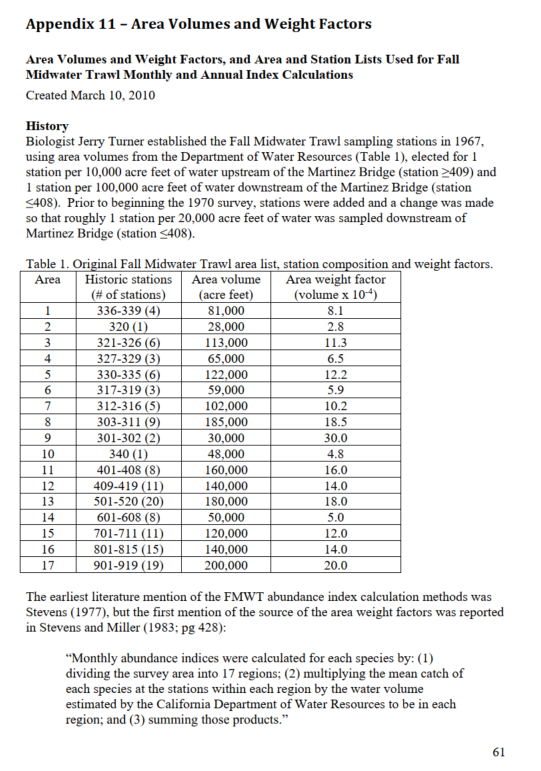 Appendix 11 – Area Volumes and Weight Factors
Area Volumes and Weight Factors, and Area and Station Lists Used for Fall
Midwater Trawl Monthly and Annual Index Calculations
Created March 10, 2010
History
Biologist Jerry Turner established the Fall Midwater Trawl sampling stations in 1967,
using area volumes from the Department of Water Resources (Table 1), elected for 1
station per 10,000 acre feet of water upstream of the Martinez Bridge (station ≥409) and
1 station per 100,000 acre feet of water downstream of the Martinez Bridge (station
≤408).  Prior to beginning the 1970 survey, stations were added and a change was made
so that roughly 1 station per 20,000 acre feet of water was sampled downstream of
Martinez Bridge (station ≤408).
Table 1. Original Fall Midwater Trawl area list, station composition and weight factors.
Area Historic stations Area volume Area weight factor
(# of stations) (acre feet) (volume x 10⁻⁴)
1 336-339 (4) 81,000 8.1
2 320 (1) 28,000 2.8
3 321-326 (6) 113,000 11.3
4 327-329 (3) 65,000 6.5
5 330-335 (6) 122,000 12.2
6 317-319 (3) 59,000 5.9
7 312-316 (5) 102,000 10.2
8 303-311 (9) 185,000 18.5
9 301-302 (2) 30,000 30.0
10 340 (1) 48,000 4.8
11 401-408 (8) 160,000 16.0
12 409-419 (11) 140,000 14.0
13 501-520 (20) 180,000 18.0
14 601-608 (8) 50,000 5.0
15 701-711 (11) 120,000 12.0
16 801-815 (15) 140,000 14.0
17 901-919 (19) 200,000 20.0
The earliest literature mention of the FMWT abundance index calculation methods was
Stevens (1977), but the first mention of the source of the area weight factors was reported
in Stevens and Miller (1983; pg 428):
“Monthly abundance indices were calculated for each species by: (1)
dividing the survey area into 17 regions; (2) multiplying the mean catch of
each species at the stations within each region by the water volume
estimated by the California Department of Water Resources to be in each
region; and (3) summing those products.”
61